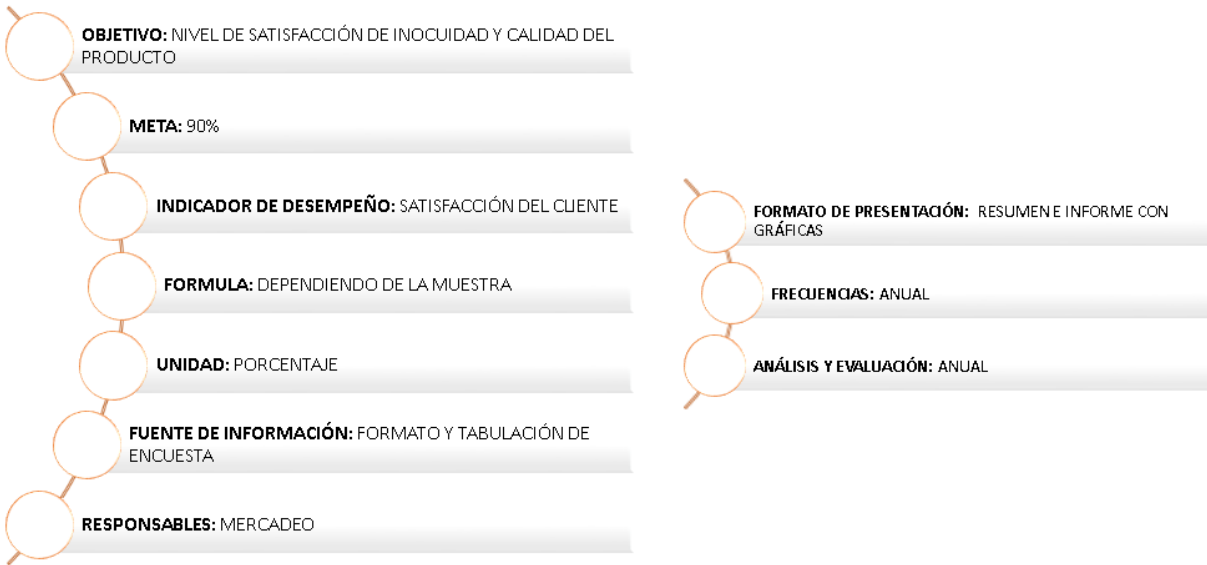 OBJETIVO: NIVEL DE SATISFACCIÓN DE INOCUIDAD Y CALIDAD DEL
PRODUCTO
META: 90%
INDICADOR DE DESEMPEÑO: SATISFACCIÓN DEL CLIENTE
FORMULA: DEPENDIENDO DE LA MUESTRA
UNIDAD: PORCENTAJE
FUENTE DE INFORMACIÓN: FORMATO Y TABULACIÓN DE
ENCUESTA
RESPONSABLES: MERCADEO
FORMATO DE PRESENTACIÓN: RESUMEN E INFORME CON
GRÁFICAS
FRECUENCIAS: ANUAL
ANÁLISIS Y EVALUACIÓN: ANUAL